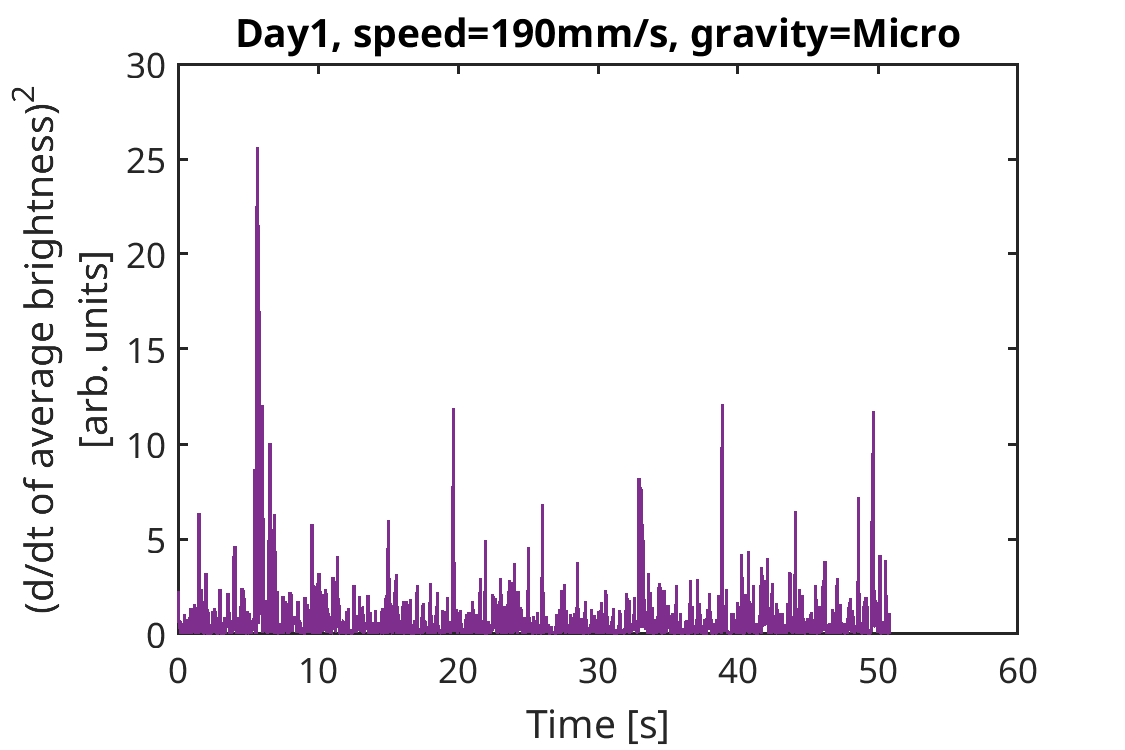 Day1, speed=190mm/s, gravity=Micro
(d/dt of average brightness)²
[arb. units]
30
25
20
15
10
5
0
0 10 20 30 40 50 60
Time [s]